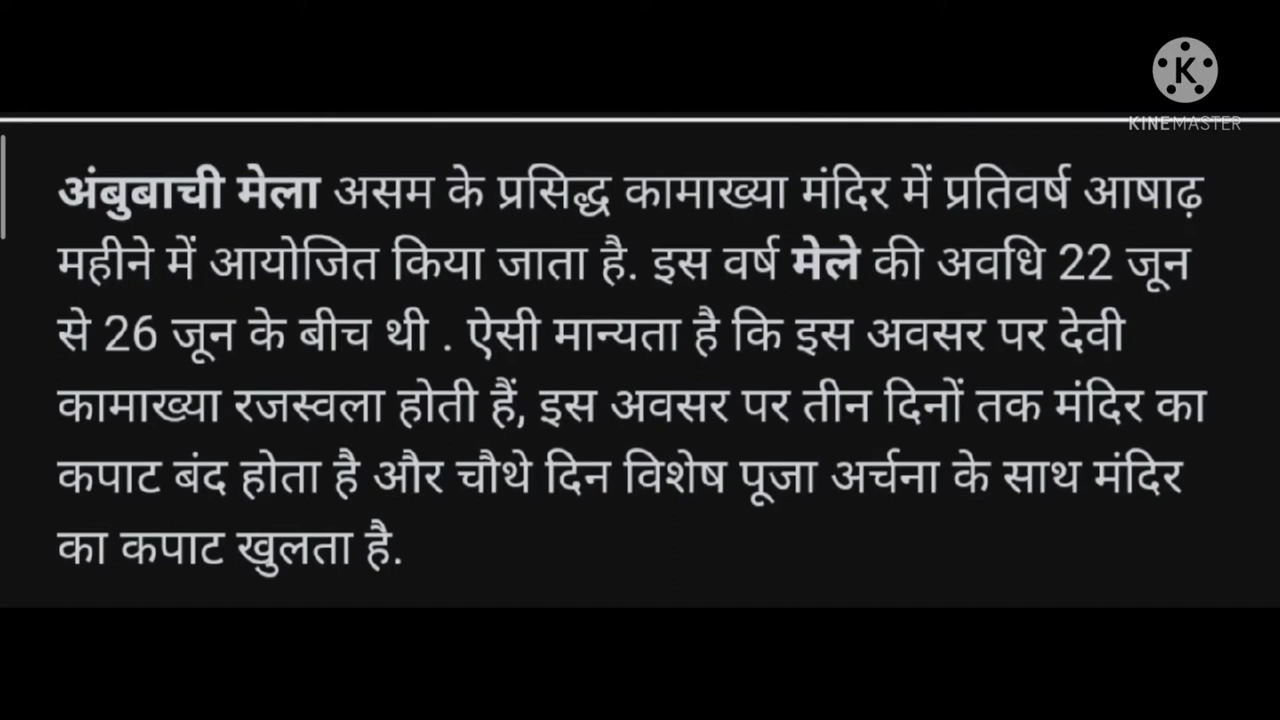 K
KINEMASTER
अंबुबाची मेला असम के प्रसिद्ध कामाख्या मंदिर में प्रतिवर्ष आषाढ़
महीने में आयोजित किया जाता है. इस वर्ष मेले की अवधि 22 जून
से 26 जून के बीच थी . ऐसी मान्यता है कि इस अवसर पर देवी
कामाख्या रजस्वला होती हैं, इस अवसर पर तीन दिनों तक मंदिर का
कपाट बंद होता है और चौथे दिन विशेष पूजा अर्चना के साथ मंदिर
का कपाट खुलता है.